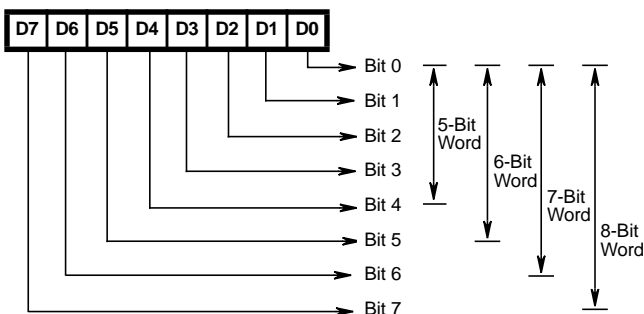 D7 D6 D5 D4 D3 D2 D1 D0
Bit 0
Bit 1
Bit 2
Bit 3
Bit 4
Bit 5
Bit 6
Bit 7
5-Bit
Word
6-Bit
Word
7-Bit
Word
8-Bit
Word